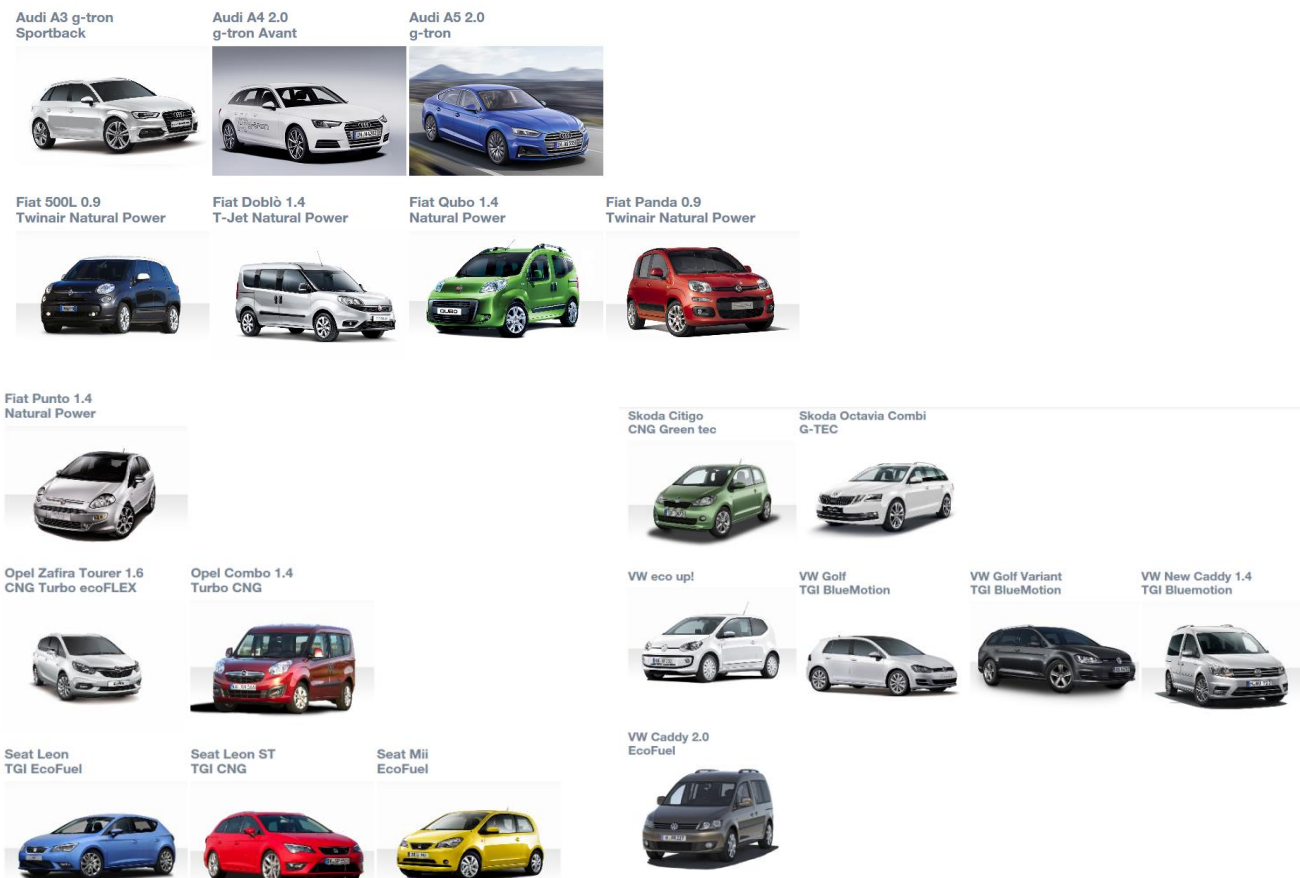 Audi A3 g-tron
Sportback
Audi A4 2.0
g-tron Avant
Audi A5 2.0
g-tron
Fiat 500L 0.9
Twinair Natural Power
Fiat Doblò 1.4
T-Jet Natural Power
Fiat Qubo 1.4
Natural Power
Fiat Panda 0.9
Twinair Natural Power
QUBO
Fiat Punto 1.4
Natural Power
Skoda Citigo
CNG Green tec
Skoda Octavia Combi
G-TEC
Opel Zafira Tourer 1.6
CNG Turbo ecoFLEX
Opel Combo 1.4
Turbo CNG
VW eco up!
VW Golf
TGI BlueMotion
VW Golf Variant
TGI BlueMotion
VW New Caddy 1.4
TGI Bluemotion
Seat Leon
TGI EcoFuel
Seat Leon ST
TGI CNG
Seat Mii
EcoFuel
VW Caddy 2.0
EcoFuel